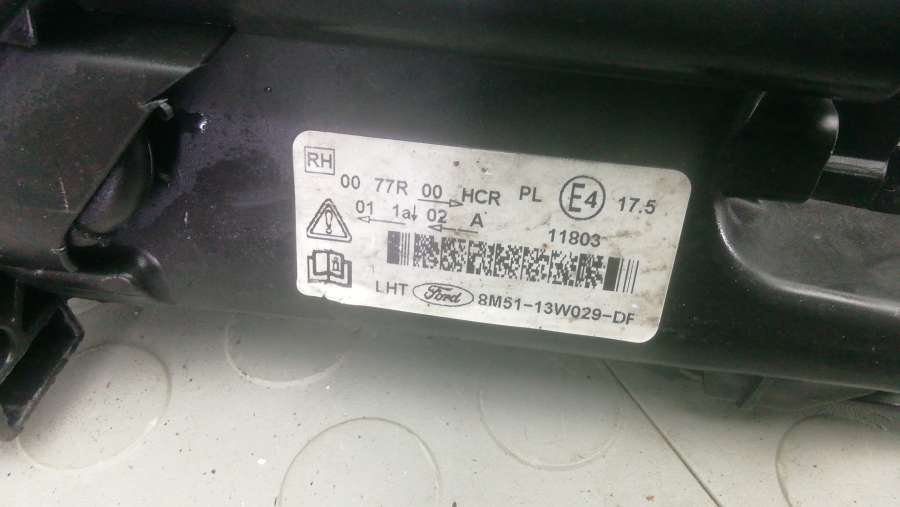 RH
00 77R 00 HCR PL E4 17.5
01 1a 02 A 11803
LHT Ford 8M51-13W029-DF